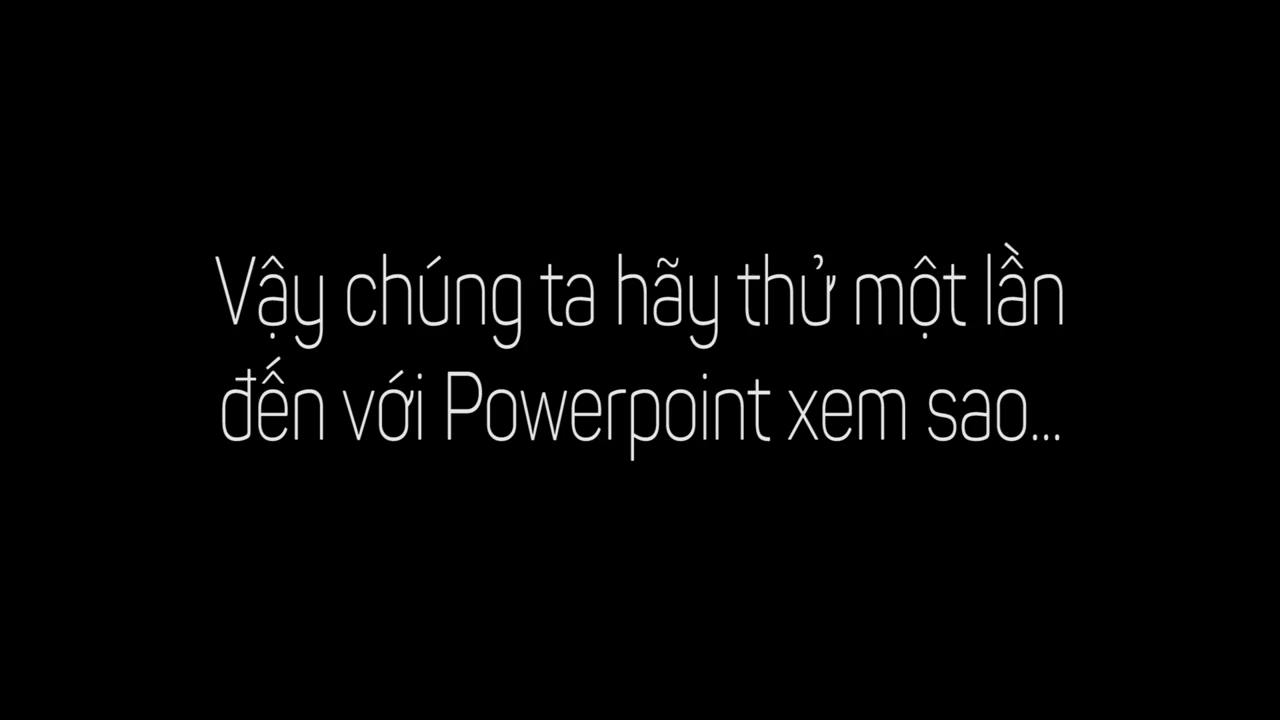 Vậy chúng ta hãy thử một lần
đến với Powerpoint xem sao...